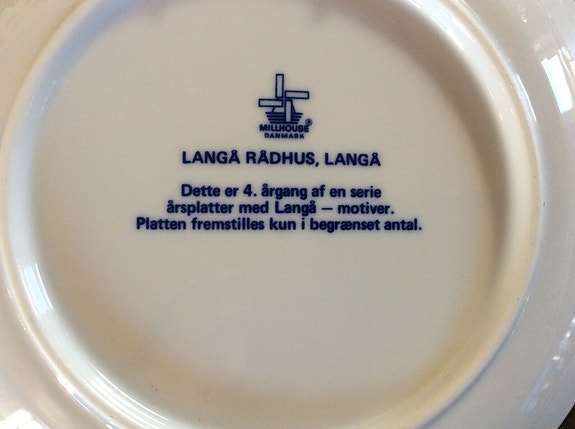 MILLHOUSE
DANMARK
LANGÅ RÅDHUS, LANGÅ
Dette er 4. årgang af en serie
årsplatter med Langå – motiver.
Platten fremstilles kun i begrænset antal.